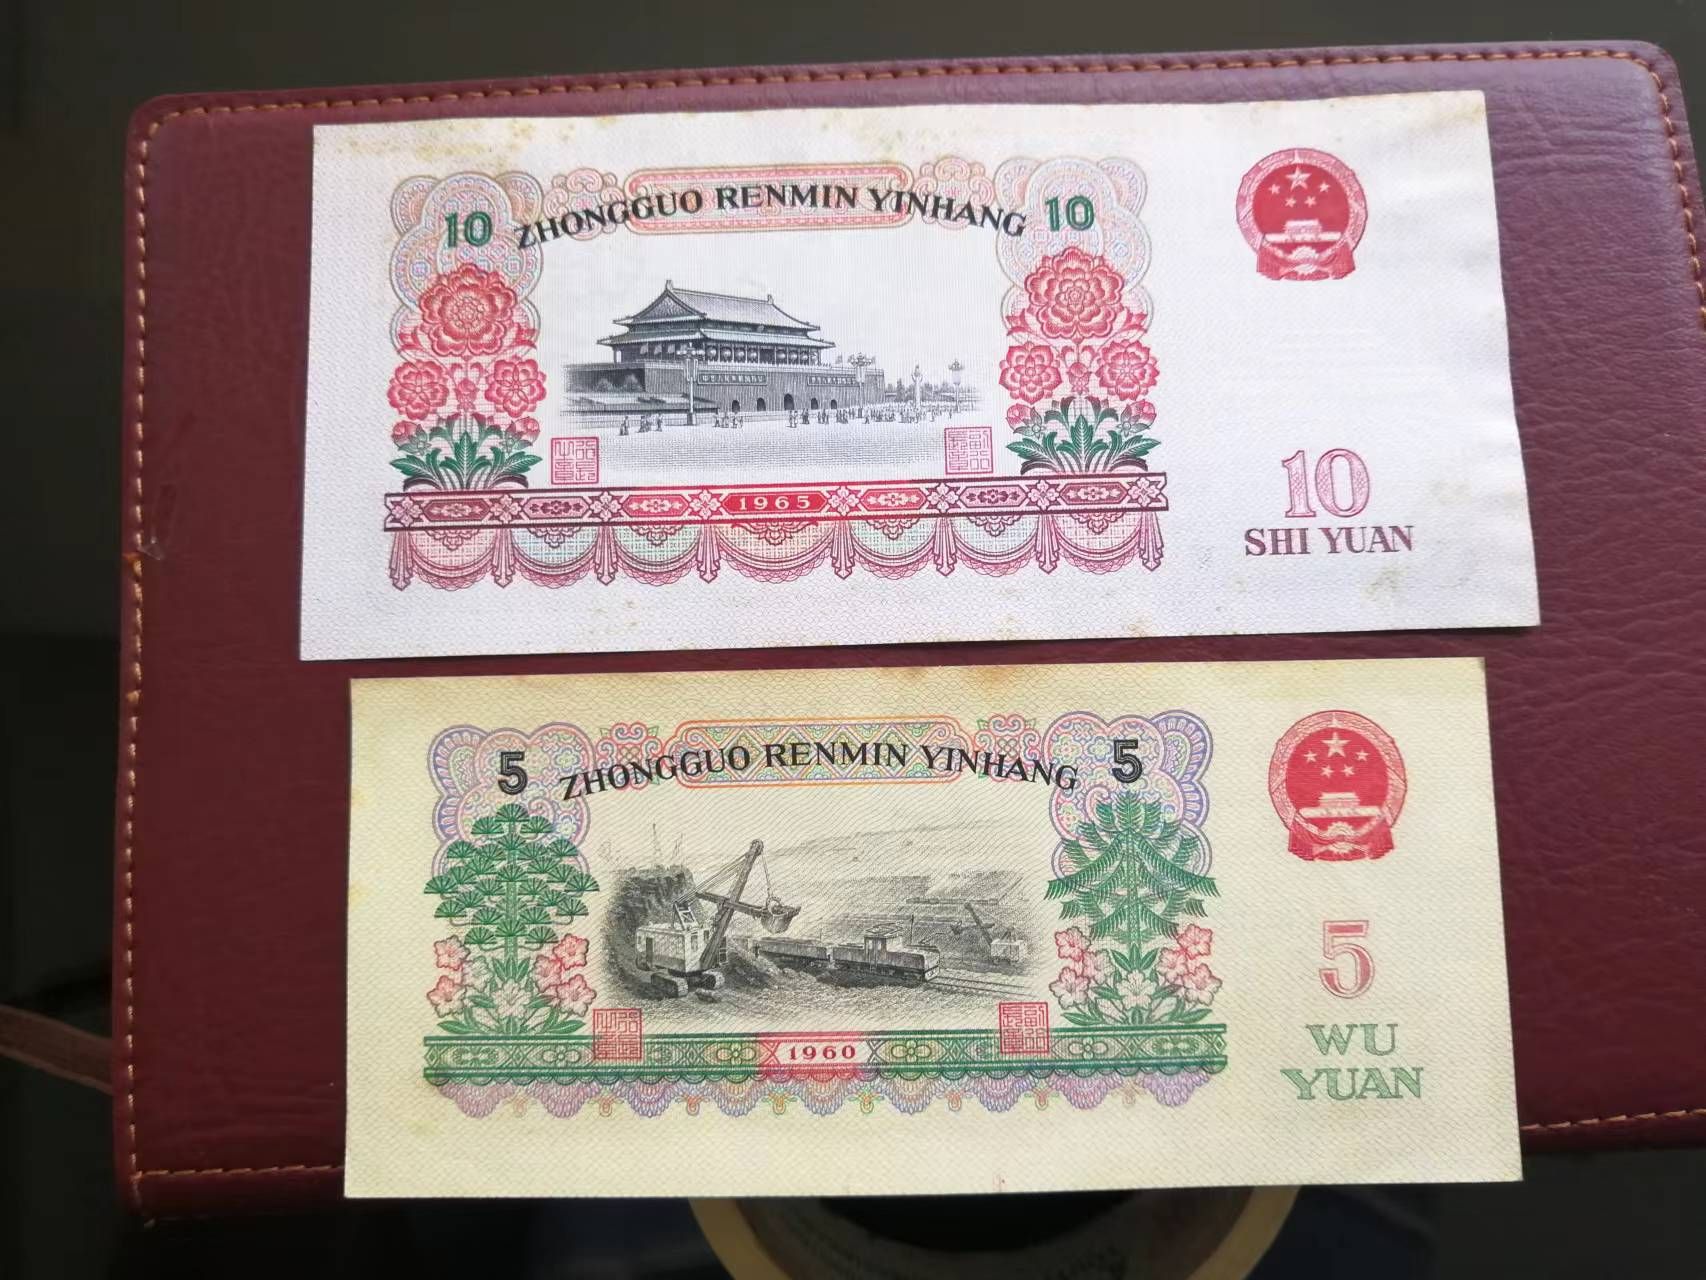 10 ZHONGGUO RENMIN YINHANG 10
1965
10
SHI YUAN
5 ZHONGGUO RENMIN YINHANG 5
1960
5
WU
YUAN